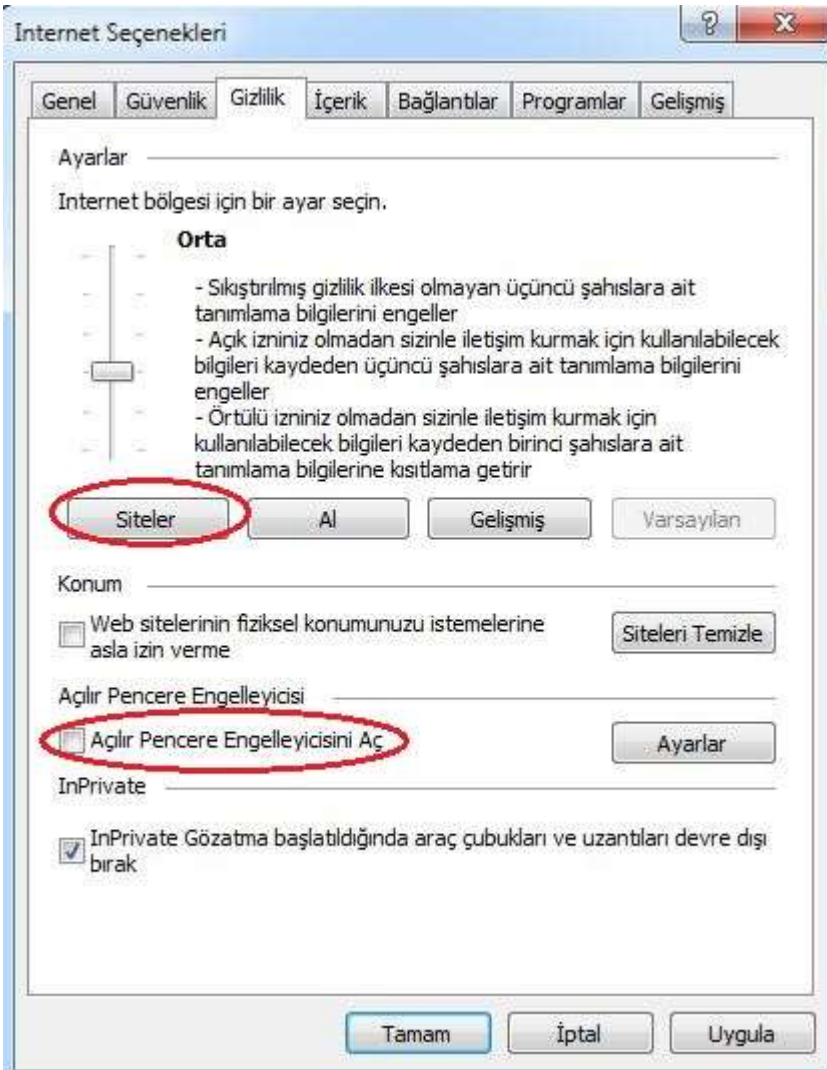 Internet Seçenekleri
Genel Güvenlik Gizlilik İçerik Bağlantılar Programlar Gelişmiş
Ayarlar
Internet bölgesi için bir ayar seçin.
Orta
- Sıkıştırılmış gizlilik ilkesi olmayan üçüncü şahıslara ait
tanımlama bilgilerini engeller
- Açık izniniz olmadan sizinle iletişim kurmak için kullanılabilecek
bilgileri kaydeden üçüncü şahıslara ait tanımlama bilgilerini
engeller
- Örtülü izniniz olmadan sizinle iletişim kurmak için
kullanılabilecek bilgileri kaydeden birinci şahıslara ait
tanımlama bilgilerine kısıtlama getirir
Siteler Al Gelişmiş Varsayılan
Konum
Web sitelerinin fiziksel konumunuzu istemelerine
asla izin verme
Siteleri Temizle
Açılır Pencere Engelleyicisi
Açılır Pencere Engelleyicisini Aç Ayarlar
InPrivate
InPrivate Gözatma başlatıldığında araç çubukları ve uzantıları devre dışı
bırak
Tamam İptal Uygula